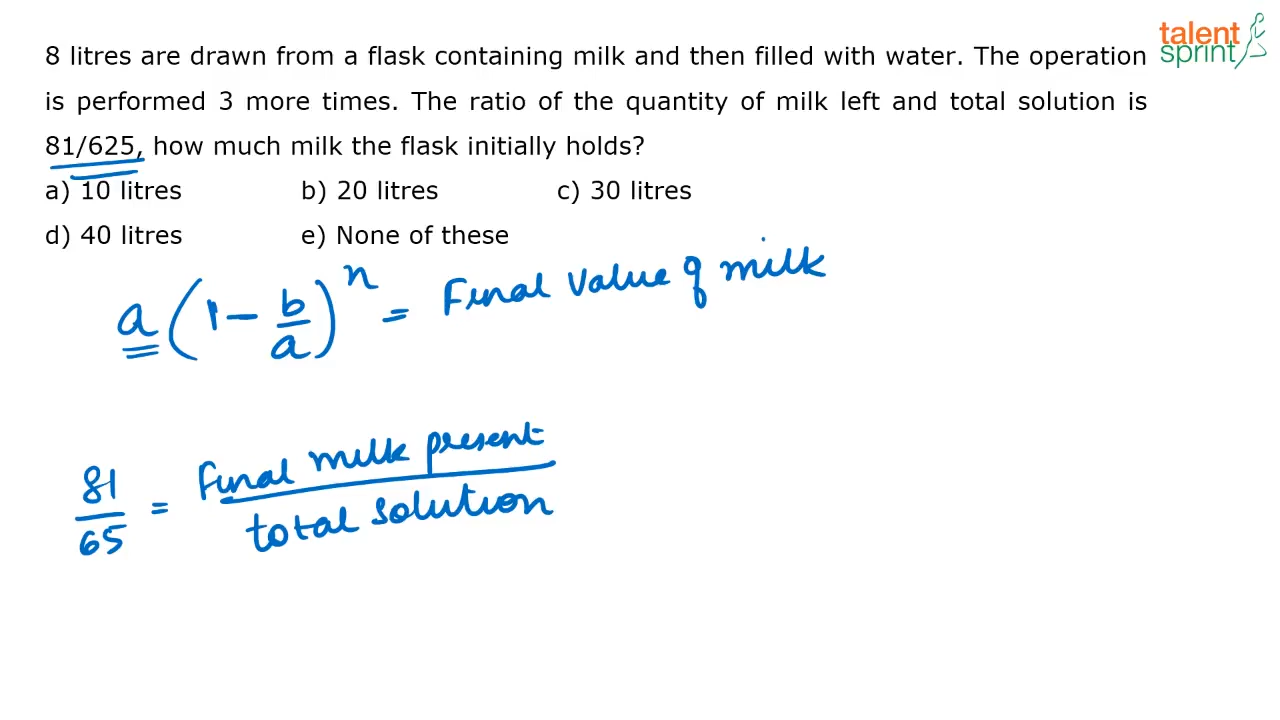 talent
sprint
8 litres are drawn from a flask containing milk and then filled with water. The operation
is performed 3 more times. The ratio of the quantity of milk left and total solution is
81/625, how much milk the flask initially holds?
a) 10 litres b) 20 litres c) 30 litres
d) 40 litres e) None of these
a(1 - b/a)^n = Final value of milk
81/65 = Final milk present/total solution